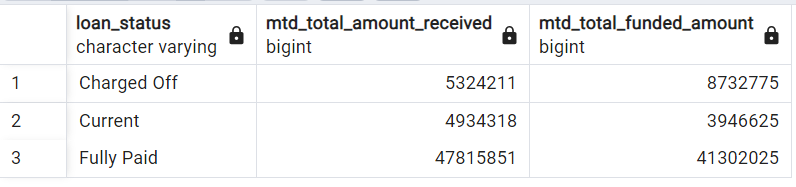 loan_status mtd_total_amount_received mtd_total_funded_amount
character varying bigint bigint
1 Charged Off 5324211 8732775
2 Current 4934318 3946625
3 Fully Paid 47815851 41302025